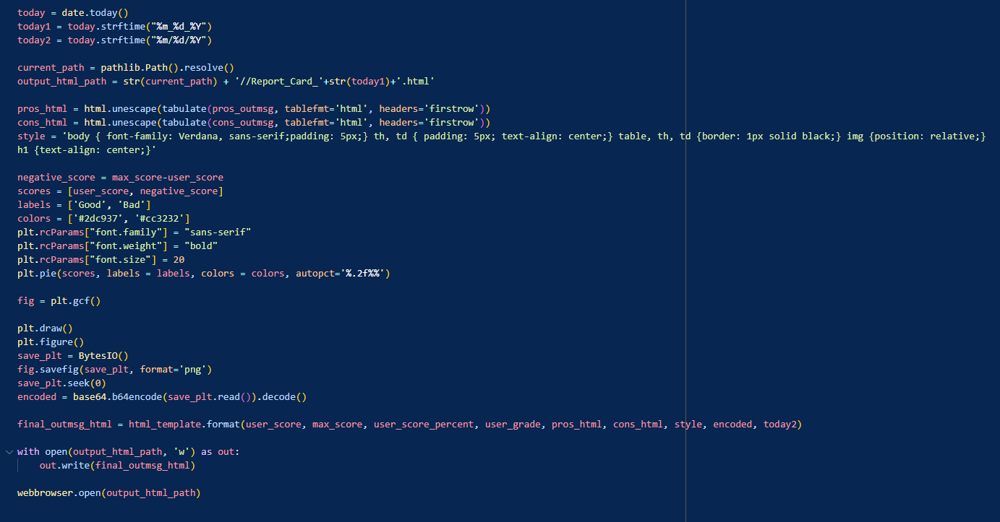 today = date.today()
today1 = today.strftime("%m_%d_%Y")
today2 = today.strftime("%m/%d/%Y")

current_path = pathlib.Path().resolve()
output_html_path = str(current_path) + '//Report_Card_'+str(today1)+'.html'

pros_html = html.unescape(tabulate(pros_outmsg, tablefmt='html', headers='firstrow'))
cons_html = html.unescape(tabulate(cons_outmsg, tablefmt='html', headers='firstrow'))
style = 'body { font-family: Verdana, sans-serif;padding: 5px;} th, td { padding: 5px; text-align: center;} table, th, td {border: 1px solid black;} img {position: relative;}
h1 {text-align: center;}'

negative_score = max_score-user_score
scores = [user_score, negative_score]
labels = ['Good', 'Bad']
colors = ['#2dc937', '#cc3232']
plt.rcParams["font.family"] = "sans-serif"
plt.rcParams["font.weight"] = "bold"
plt.rcParams["font.size"] = 20
plt.pie(scores, labels = labels, colors = colors, autopct='%.2f%%')

fig = plt.gcf()

plt.draw()
plt.figure()
save_plt = BytesIO()
fig.savefig(save_plt, format='png')
save_plt.seek(0)
encoded = base64.b64encode(save_plt.read()).decode()

final_outmsg_html = html_template.format(user_score, max_score, user_score_percent, user_grade, pros_html, cons_html, style, encoded, today2)

with open(output_html_path, 'w') as out:
    out.write(final_outmsg_html)

webbrowser.open(output_html_path)